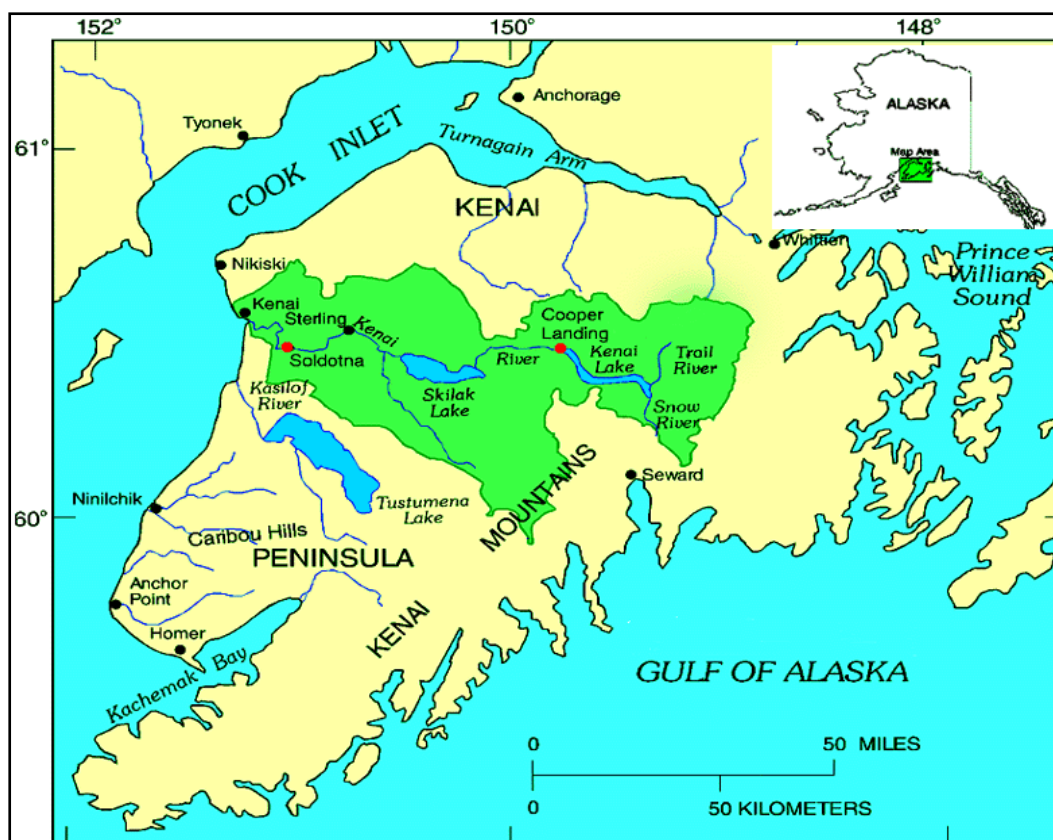 152°
150°
148°
61°
60°
Anchorage
Tyonek
COOK INLET
Turnagain Arm
ALASKA
Map Area
KENAI
Whittier
Prince
William
Sound
Nikiski
Kenai
Sterling
Kenai
Soldotna
Cooper
Landing
River
Kenai
Lake
Trail
River
Skilak
Lake
Kasilof
River
Snow
River
Seward
Ninilchik
Tustumena
Lake
Caribou Hills
MOUNTAINS
PENINSULA
Anchor
Point
KENAI
Homer
Kachemak Bay
GULF OF ALASKA
0 50 MILES
0 50 KILOMETERS